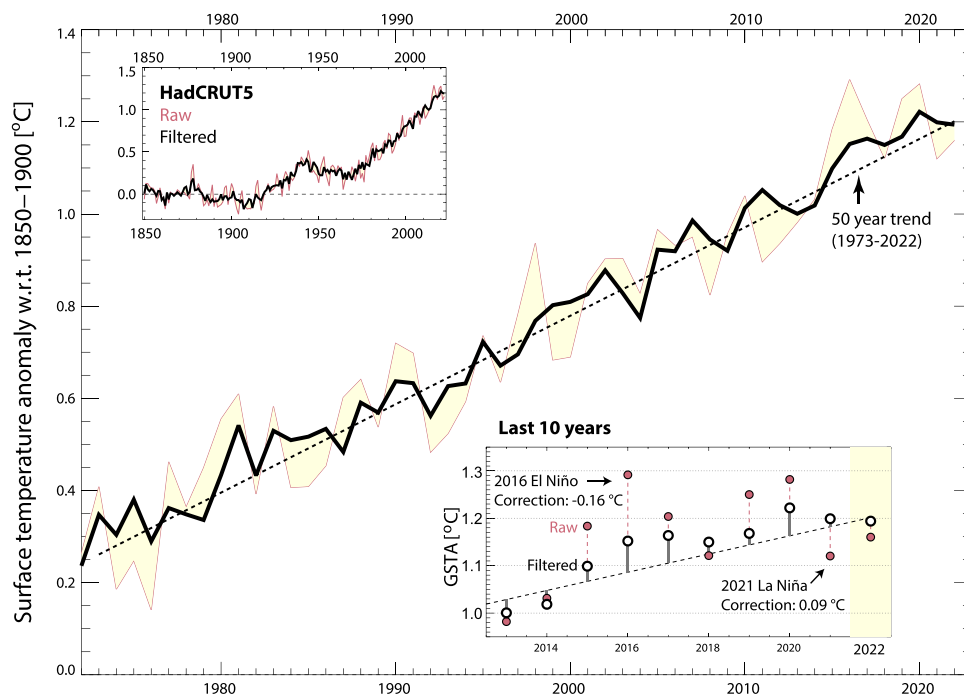 1980 1990 2000 2010 2020
1.4
1.2
1.0
0.8
0.6
0.4
0.2
0.0
Surface temperature anomaly w.r.t. 1850–1900 [°C]
1850 1900 1950 2000
1.5
1.0
0.5
0.0
HadCRUT5
Raw
Filtered
1850 1900 1950 2000
50 year trend
(1973-2022)
Last 10 years
GSTA [°C]
1.3
1.2
1.1
1.0
2016 El Niño
Correction: -0.16 °C
Raw
Filtered
2021 La Niña
Correction: 0.09 °C
2014 2016 2018 2020 2022
1980 1990 2000 2010 2020